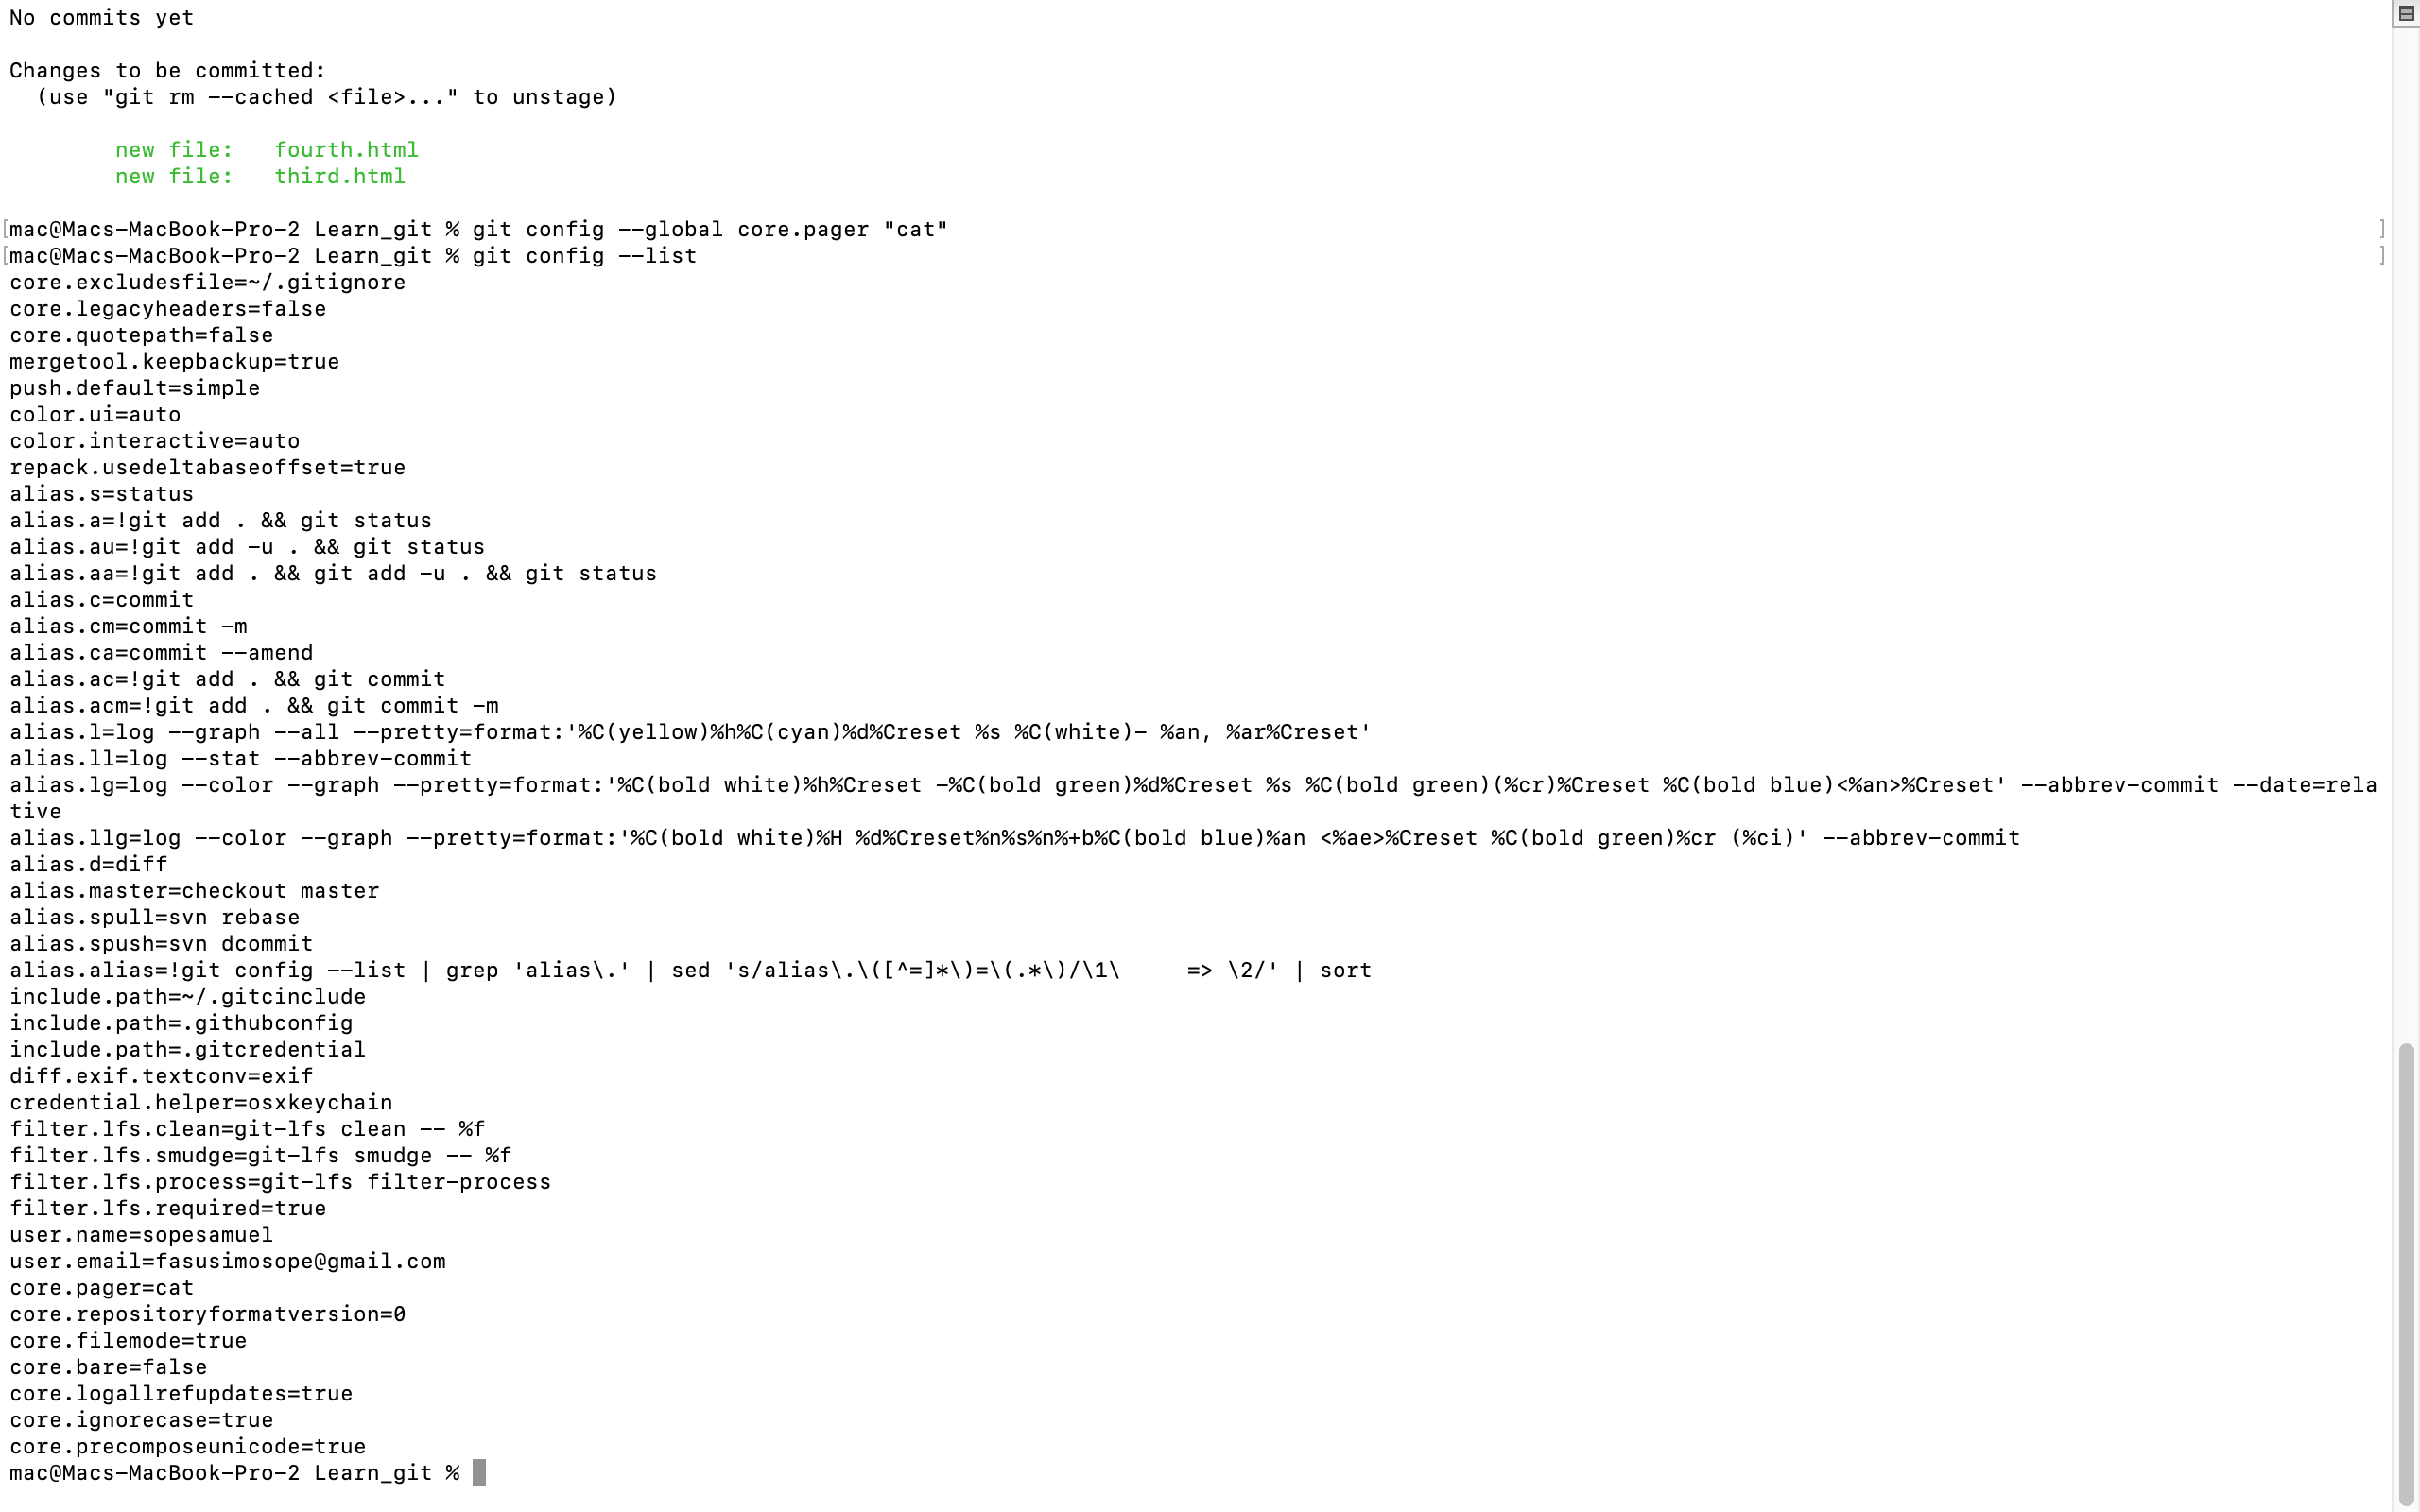 No commits yet
Changes to be committed:
  (use "git rm --cached <file>..." to unstage)
        new file:   fourth.html
        new file:   third.html
[mac@Macs-MacBook-Pro-2 Learn_git % git config --global core.pager "cat" ]
[mac@Macs-MacBook-Pro-2 Learn_git % git config --list ]
core.excludesfile=~/.gitignore
core.legacyheaders=false
core.quotepath=false
mergetool.keepbackup=true
push.default=simple
color.ui=auto
color.interactive=auto
repack.usedeltabaseoffset=true
alias.s=status
alias.a=!git add . && git status
alias.au=!git add -u . && git status
alias.aa=!git add . && git add -u . && git status
alias.c=commit
alias.cm=commit -m
alias.ca=commit --amend
alias.ac=!git add . && git commit
alias.acm=!git add . && git commit -m
alias.l=log --graph --all --pretty=format:'%C(yellow)%h%C(cyan)%d%Creset %s %C(white)- %an, %ar%Creset'
alias.ll=log --stat --abbrev-commit
alias.lg=log --color --graph --pretty=format:'%C(bold white)%h%Creset -%C(bold green)%d%Creset %s %C(bold green)(%cr)%Creset %C(bold blue)<%an>%Creset' --abbrev-commit --date=rela
tive
alias.llg=log --color --graph --pretty=format:'%C(bold white)%H %d%Creset%n%s%n%+b%C(bold blue)%an <%ae>%Creset %C(bold green)%cr (%ci)' --abbrev-commit
alias.d=diff
alias.master=checkout master
alias.spull=svn rebase
alias.spush=svn dcommit
alias.alias=!git config --list | grep 'alias\.' | sed 's/alias\.\([^=]*\)=\(.*\)/\1\     => \2/' | sort
include.path=~/.gitcinclude
include.path=.githubconfig
include.path=.gitcredential
diff.exif.textconv=exif
credential.helper=osxkeychain
filter.lfs.clean=git-lfs clean -- %f
filter.lfs.smudge=git-lfs smudge -- %f
filter.lfs.process=git-lfs filter-process
filter.lfs.required=true
user.name=sopesamuel
user.email=fasusimosope@gmail.com
core.pager=cat
core.repositoryformatversion=0
core.filemode=true
core.bare=false
core.logallrefupdates=true
core.ignorecase=true
core.precomposeunicode=true
mac@Macs-MacBook-Pro-2 Learn_git %